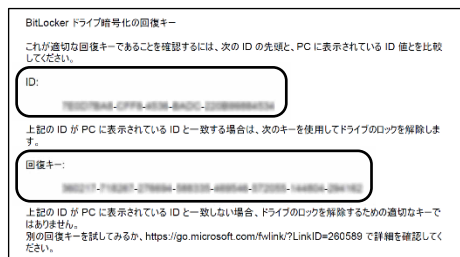 BitLocker ドライブ暗号化の回復キー
これが適切な回復キーであることを確認するには、次の ID の先頭と、PC に表示されている ID 値とを比較
してください。
ID:
上記の ID が PC に表示されている ID と一致する場合は、次のキーを使用してドライブのロックを解除しま
す。
回復キー:
上記の ID が PC に表示されている ID と一致しない場合、ドライブのロックを解除するための適切なキーで
はありません。
別の回復キーを試してみるか、https://go.microsoft.com/fwlink/?LinkID=260589 で詳細を確認してく
ださい。